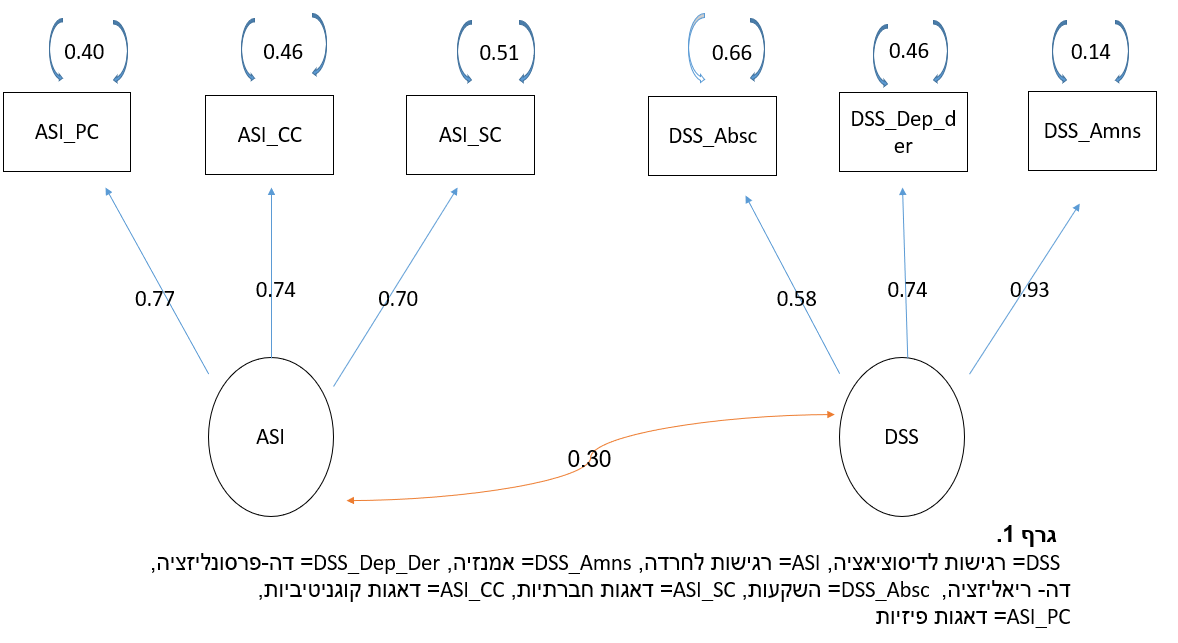 0.40
0.46
0.51
0.66
0.46
0.14
ASI_PC
ASI_CC
ASI_SC
DSS_Absc
DSS_Dep_d
er
DSS_Amns
0.77
0.74
0.70
0.58
0.74
0.93
ASI
DSS
0.30
גרף 1.
DSS= רגישות לדיסוציאציה, ASI= רגישות לחרדה, DSS_Amns= אמנזיה, DSS_Dep_Der= דה-פרסונליזציה,
דה- ריאליזציה, DSS_Absc= השקעות, ASI_SC= דאגות חברתיות, ASI_CC= דאגות קוגניטיביות,
ASI_PC= דאגות פיזיות